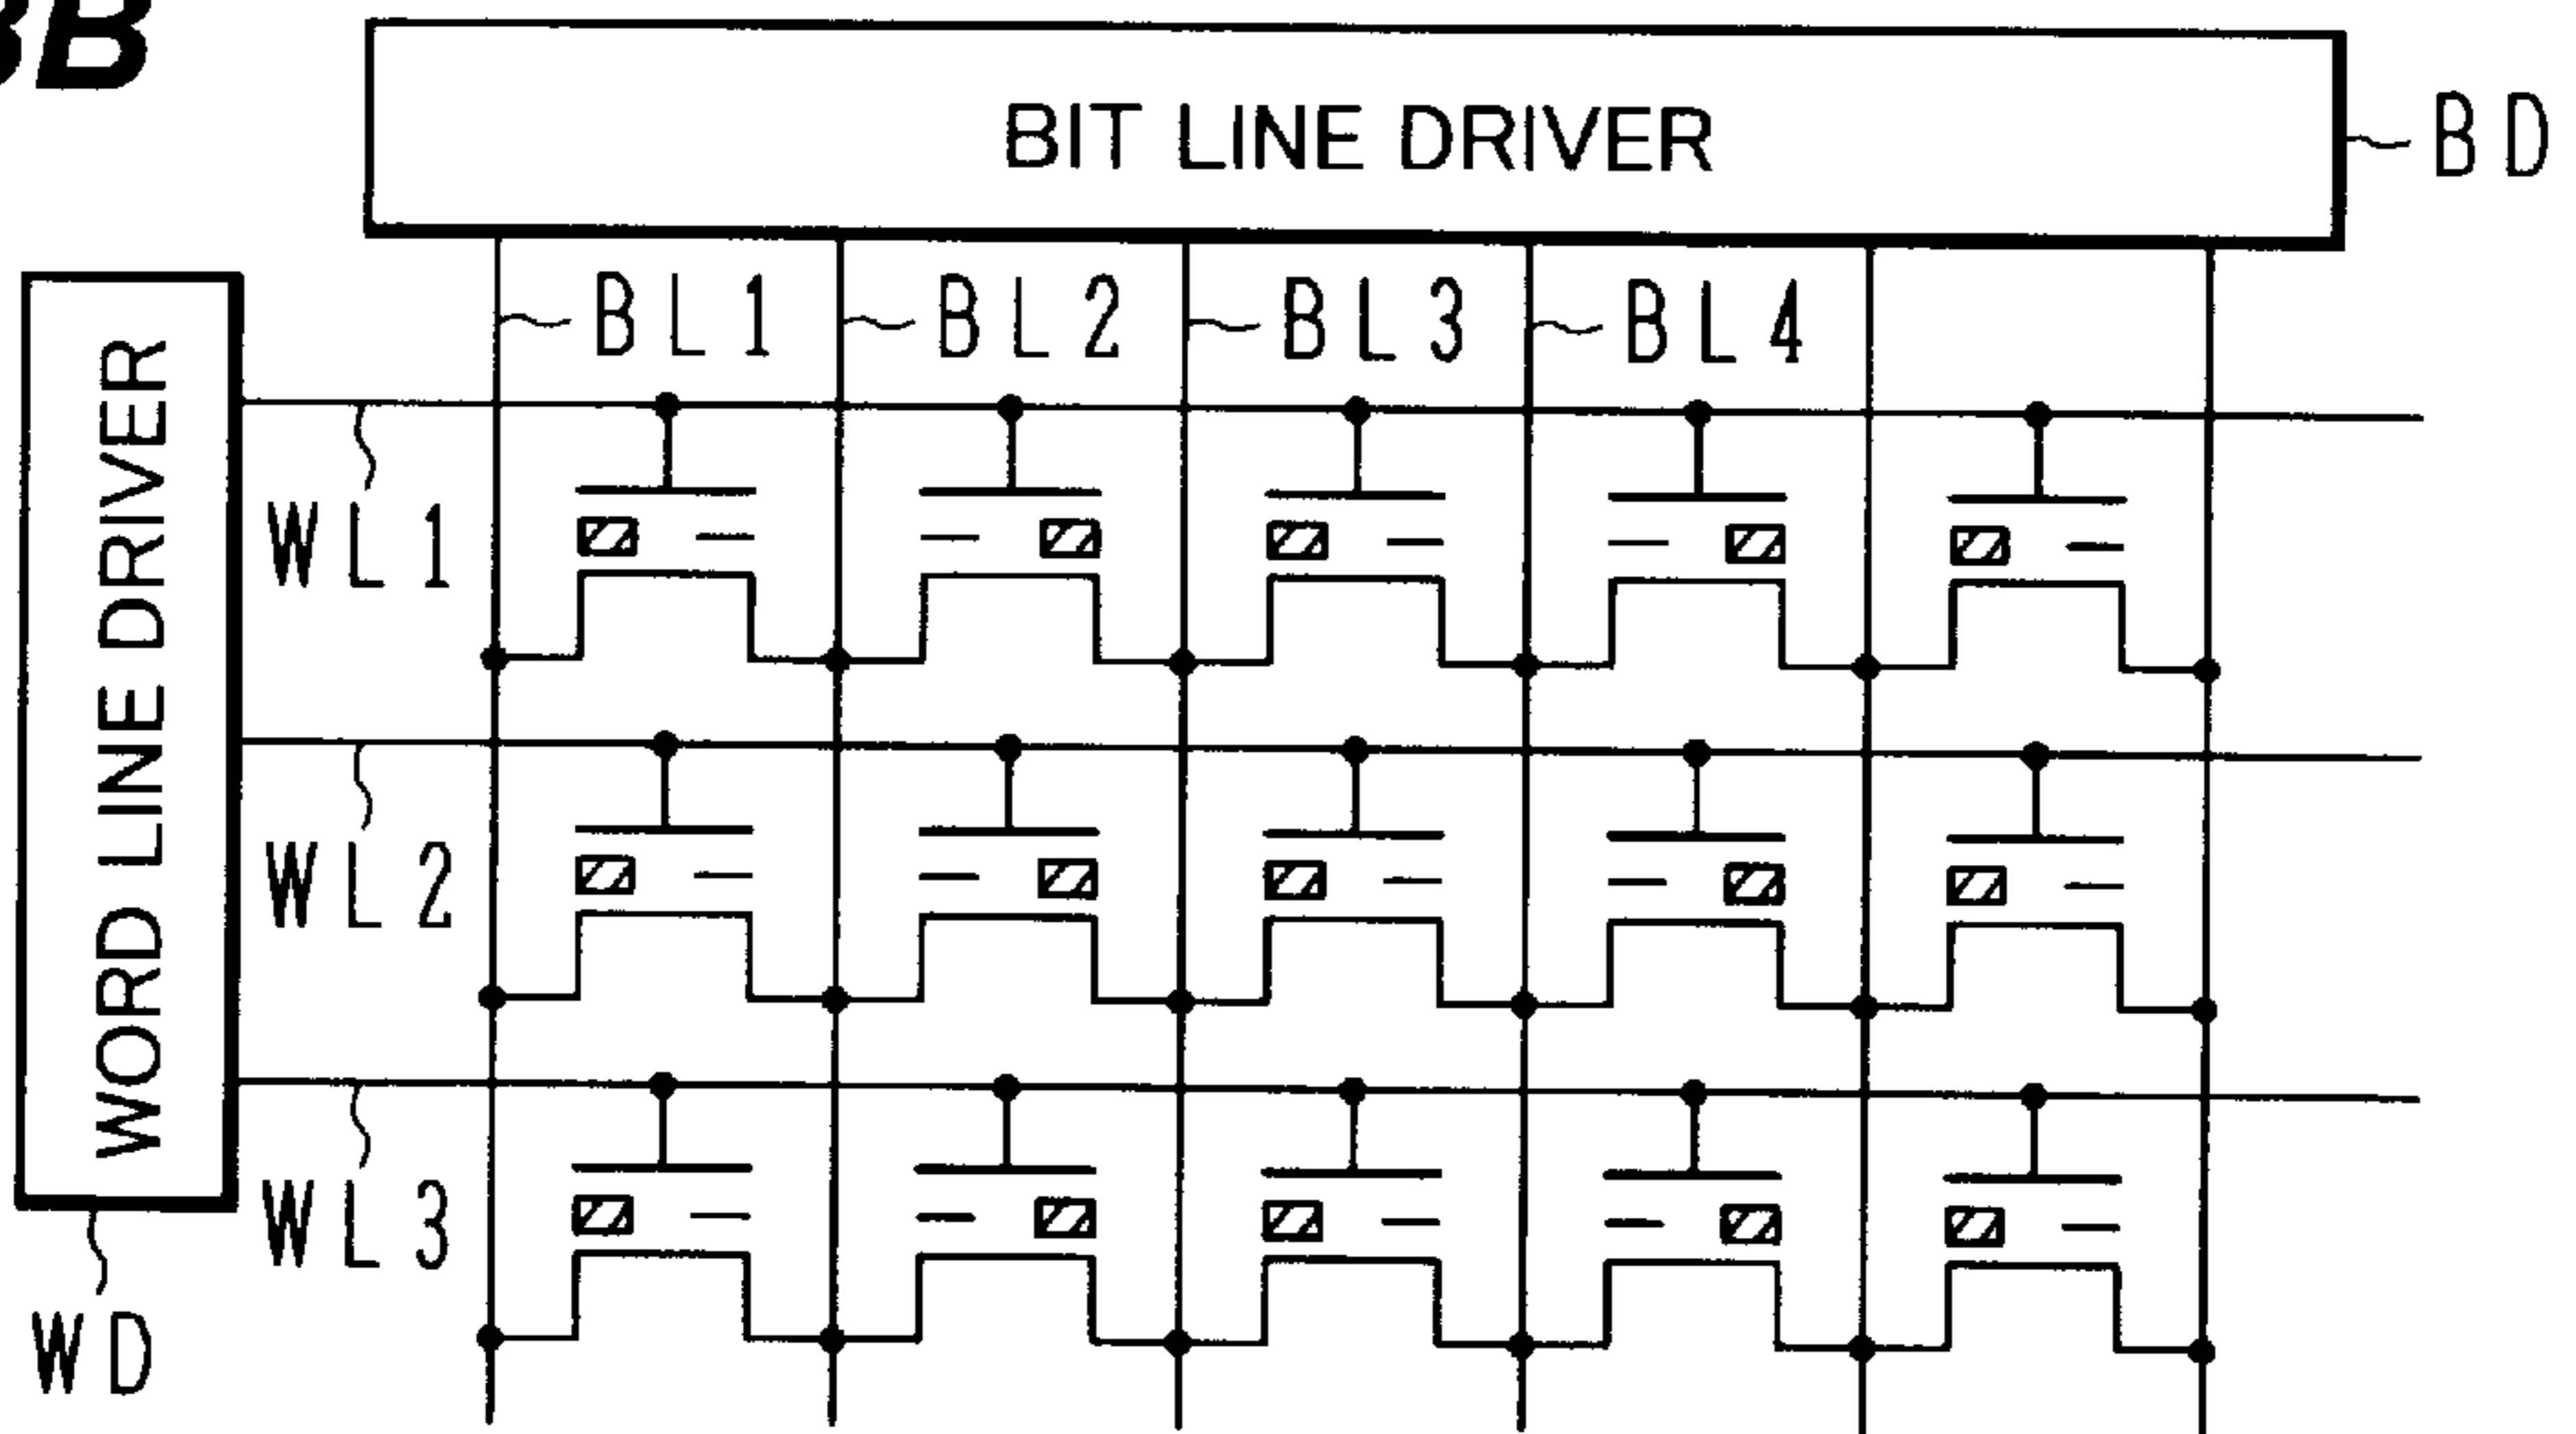 3B
BIT LINE DRIVER
BD
BL1 BL2 BL3 BL4
WORD LINE DRIVER
WL1
WL2
WL3
WD